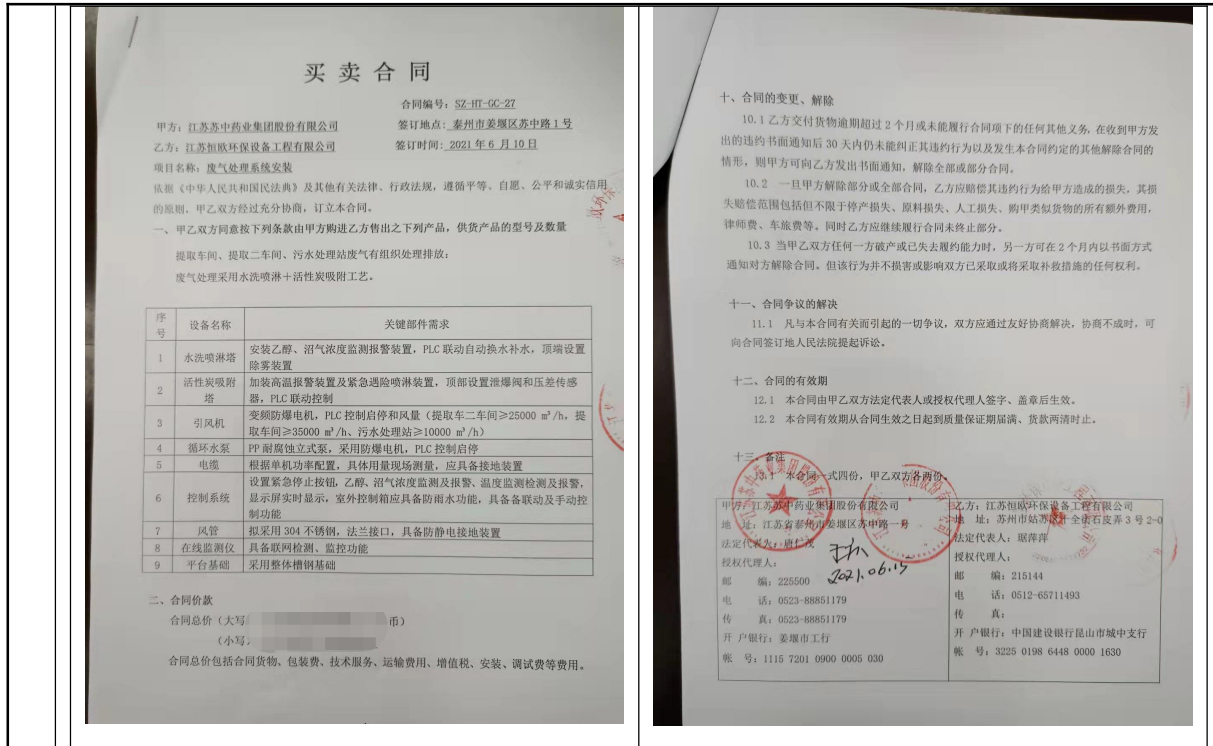 买卖合同
合同编号：SZ-HT-GC-27
甲方：江苏苏中药业集团股份有限公司
签订地点：泰州市姜堰区苏中路1号
乙方：江苏恒欧环保设备工程有限公司
签订时间：2021年6月10日
项目名称：废气处理系统安装
依据《中华人民共和国民法典》及其他有关法律、行政法规，遵循平等、自愿、公平和诚实信用
的原则，甲乙双方经过充分协商，订立本合同。
一、甲乙双方同意按下列条款由甲方购进乙方售出之下列产品，供货产品的型号及数量
提取车间、提取二车间、污水处理站废气有组织处理排放；
废气处理采用水洗喷淋＋活性炭吸附工艺。
序号 设备名称 关键部件需求
1 水洗喷淋塔 安装乙醇、沼气浓度监测报警装置，PLC联动自动换水补水，顶端设置
除雾装置
2 活性炭吸附塔 加装高温报警装置及紧急遇险喷淋装置，顶部设置泄爆阀和压差传感
器，PLC联动控制
3 引风机 变频防爆电机，PLC控制启停和风量（提取车二车间≥25000 m³/h，提
取车间≥35000 m³/h、污水处理站≥10000 m³/h）
4 循环水泵 PP耐腐蚀立式泵，采用防爆电机，PLC控制启停
5 电缆 根据单机功率配置，具体用量现场测量，应具备接地装置
6 控制系统 设置紧急停止按钮，乙醇、沼气浓度监测及报警、温度监测检测及报警，
显示屏实时显示，室外控制箱应具备防雨水功能，具备备联动及手动控
制功能
7 风管 拟采用304不锈钢，法兰接口，具备防静电接地装置
8 在线监测仪 具备联网检测、监控功能
9 平台基础 采用整体槽钢基础
二、合同价款
合同总价（大写
币）
（小写
合同总价包括合同货物、包装费、技术服务、运输费用、增值税、安装、调试费等费用。
十、合同的变更、解除
10.1乙方交付货物逾期超过2个月或未能履行合同项下的任何其他义务，在收到甲方发
出的违约书面通知后30天内仍未能纠正其违约行为以及发生本合同约定的其他解除合同的
情形，则甲方可向乙方发出书面通知，解除全部或部分合同。
10.2 一旦甲方解除部分或全部合同，乙方应赔偿其违约行为给甲方造成的损失，其损
失赔偿范围包括但不限于停产损失、原料损失、人工损失、购甲类似货物的所有额外费用，
律师费、车旅费等。同时乙方应继续履行合同未终止部分。
10.3 当甲乙双方任何一方破产或已失去履约能力时，另一方可在2个月内以书面方式
通知对方解除合同。但该行为并不损害或影响双方已采取或将采取补救措施的任何权利。
十一、合同争议的解决
11.1 凡与本合同有关而引起的一切争议，双方应通过友好协商解决，协商不成时，可
向合同签订地人民法院提起诉讼。
十二、合同的有效期
12.1 本合同由甲乙双方法定代表人或授权代理人签字、盖章后生效。
12.2 本合同有效期从合同生效之日起到质量保证期届满、货款两清时止。
十三、备注
13.1 本合同一式四份，甲乙双方各两份。
甲方：江苏苏中药业集团股份有限公司
地 址：江苏省泰州市姜堰区苏中路一号
法定代表人：唐仁茂
授权代理人：
2021.06.15
邮 编：225500
电 话：0523-88851179
传 真：0523-88851179
开户银行：姜堰市工行
帐 号：1115 7201 0900 0005 030
乙方：江苏恒欧环保设备工程有限公司
地 址：苏州市姑苏区十全街石皮弄3号2-0
法定代表人：琚萍萍
授权代理人：
邮 编：215144
电 话：0512-65711493
传 真：
开户银行：中国建设银行昆山市城中支行
帐 号：3225 0198 6448 0000 1630